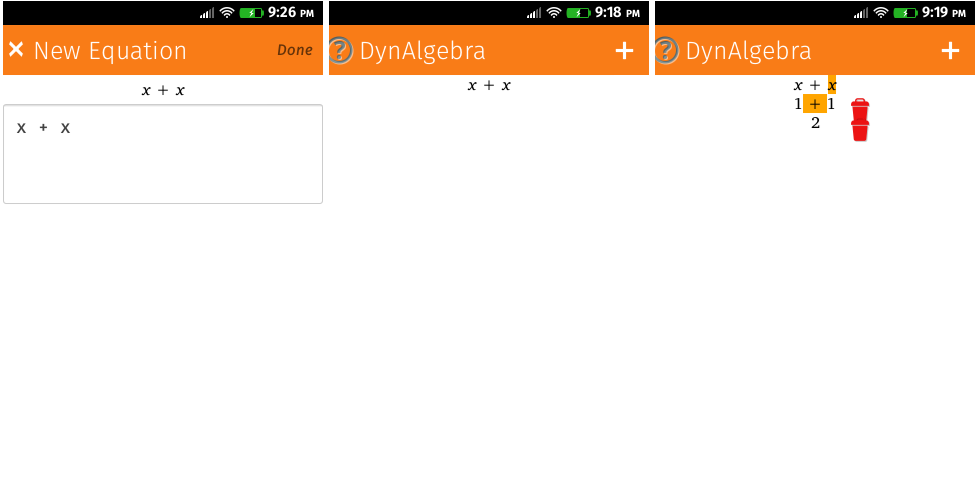 9:26 PM
× New Equation Done
x + x
x + x
9:18 PM
? DynAlgebra +
x + x
9:19 PM
? DynAlgebra +
x + x
1 + 1
2